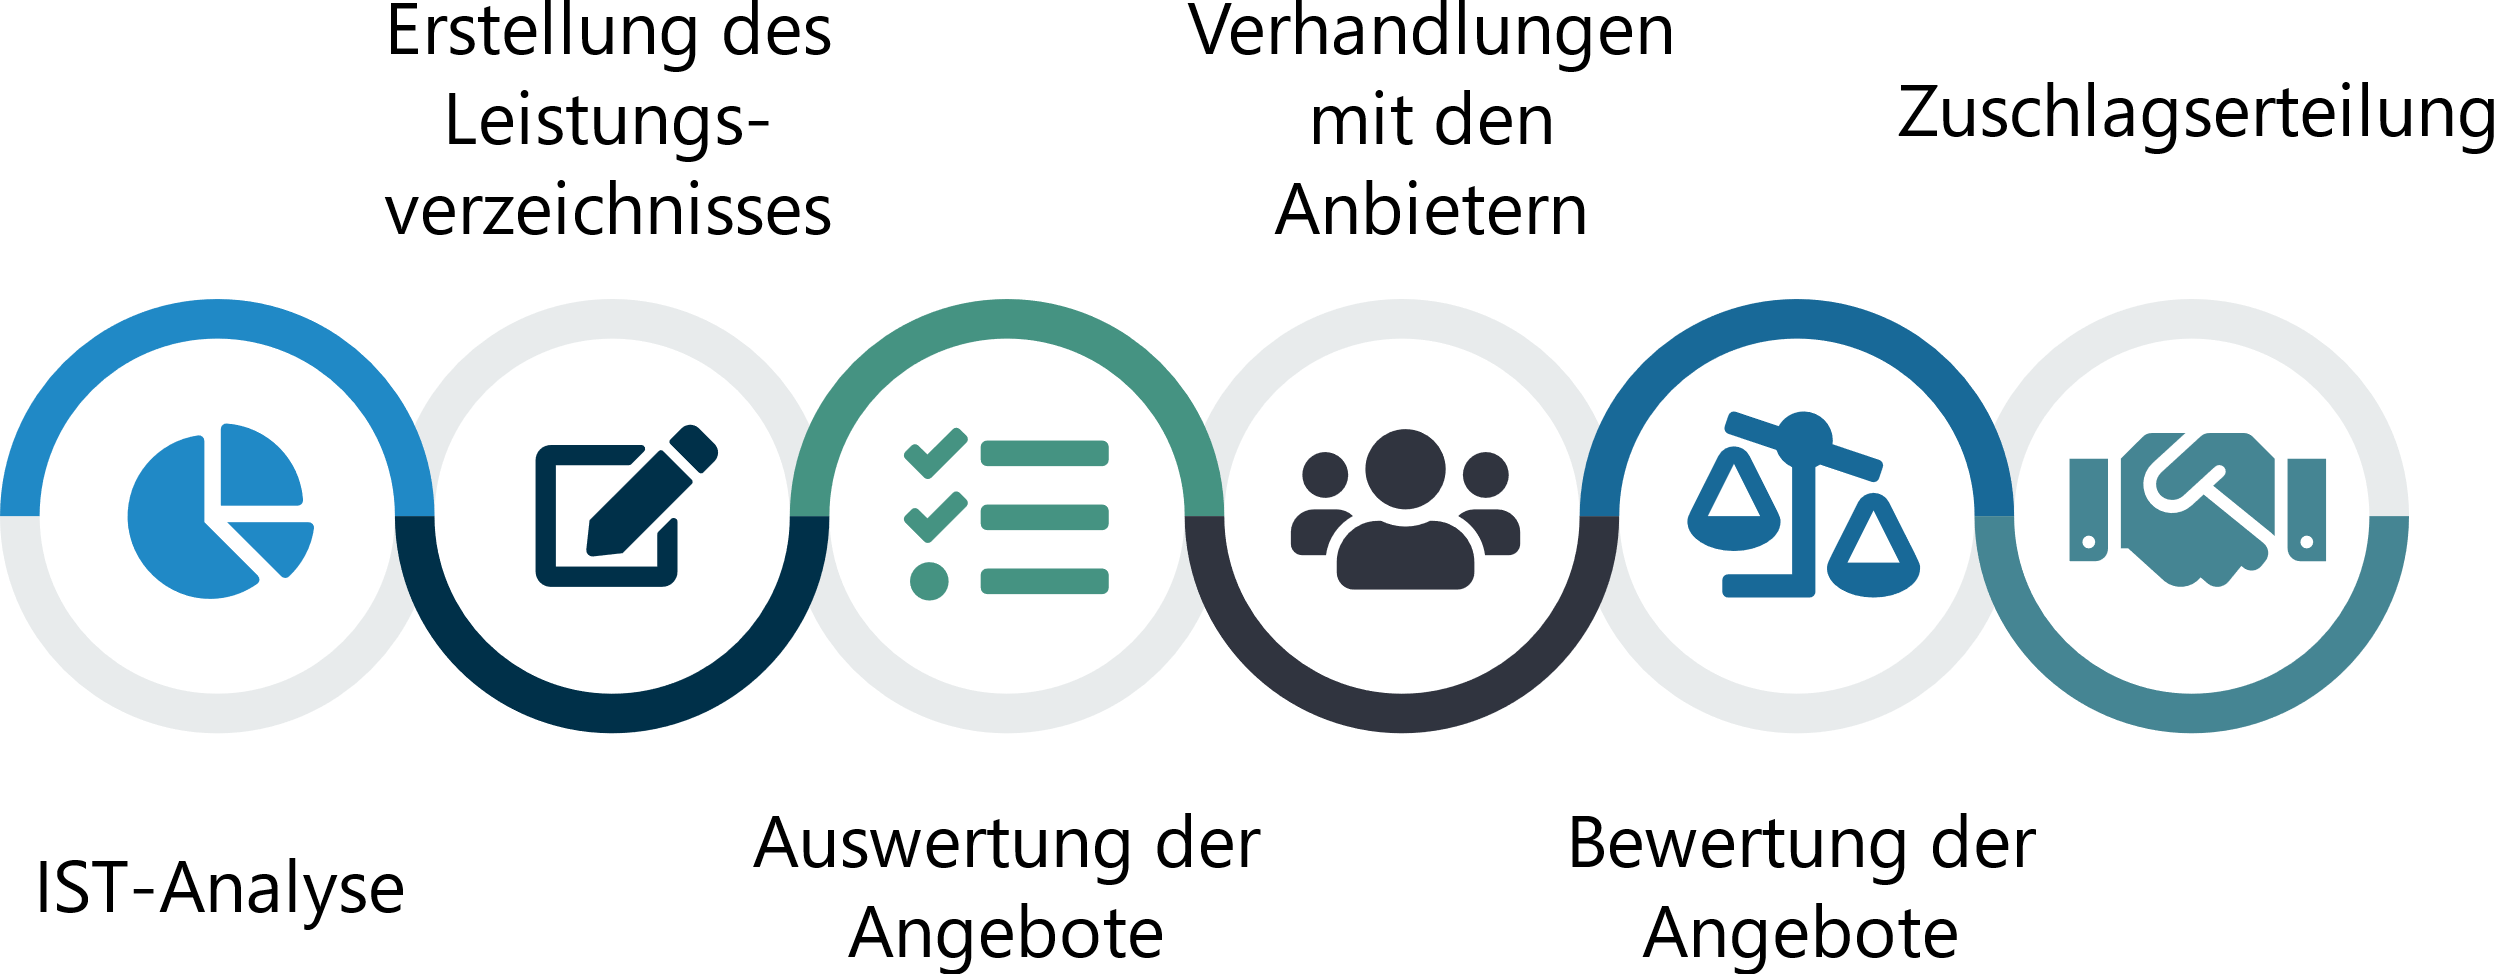 Erstellung des
Leistungs-
verzeichnisses
Verhandlungen
mit den
Anbietern
Zuschlagserteilung
IST-Analyse
Auswertung der
Angebote
Bewertung der
Angebote